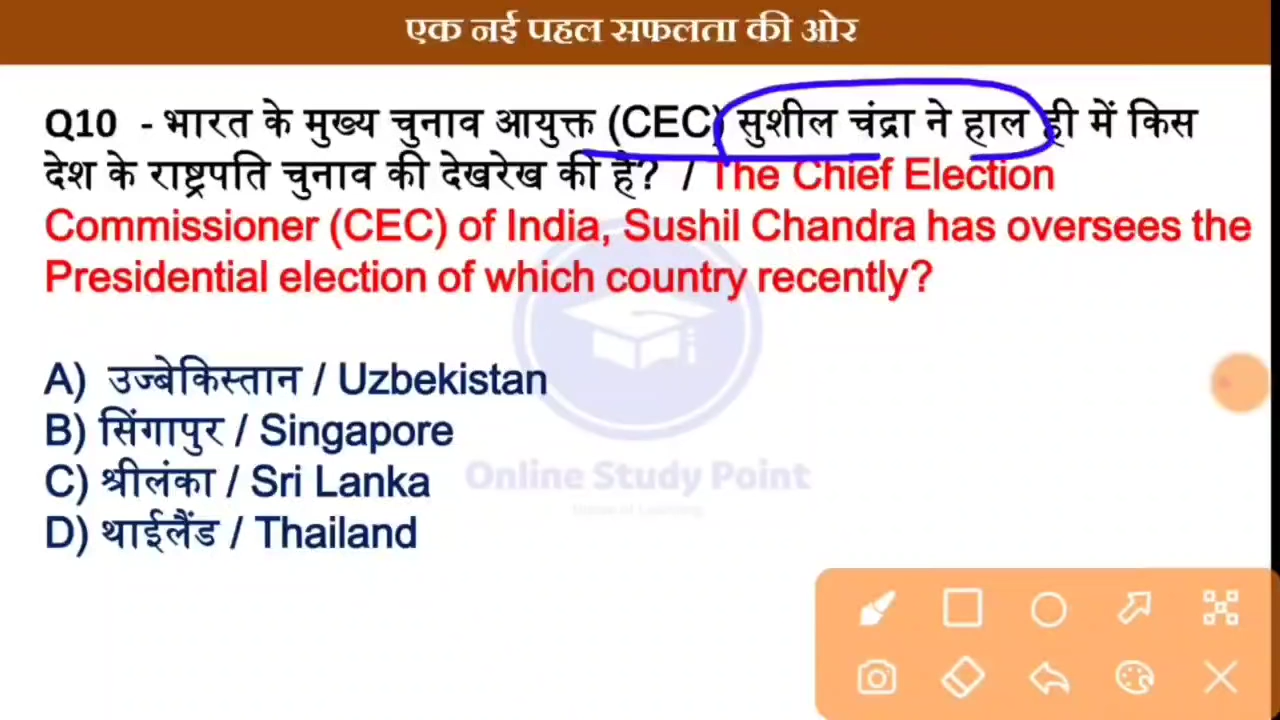 एक नई पहल सफलता की ओर
Q10 - भारत के मुख्य चुनाव आयुक्त (CEC) सुशील चंद्रा ने हाल ही में किस
देश के राष्ट्रपति चुनाव की देखरेख की है? / The Chief Election
Commissioner (CEC) of India, Sushil Chandra has oversees the
Presidential election of which country recently?
A) उज्बेकिस्तान / Uzbekistan
B) सिंगापुर / Singapore
C) श्रीलंका / Sri Lanka
Online Study Point
D) थाईलैंड / Thailand